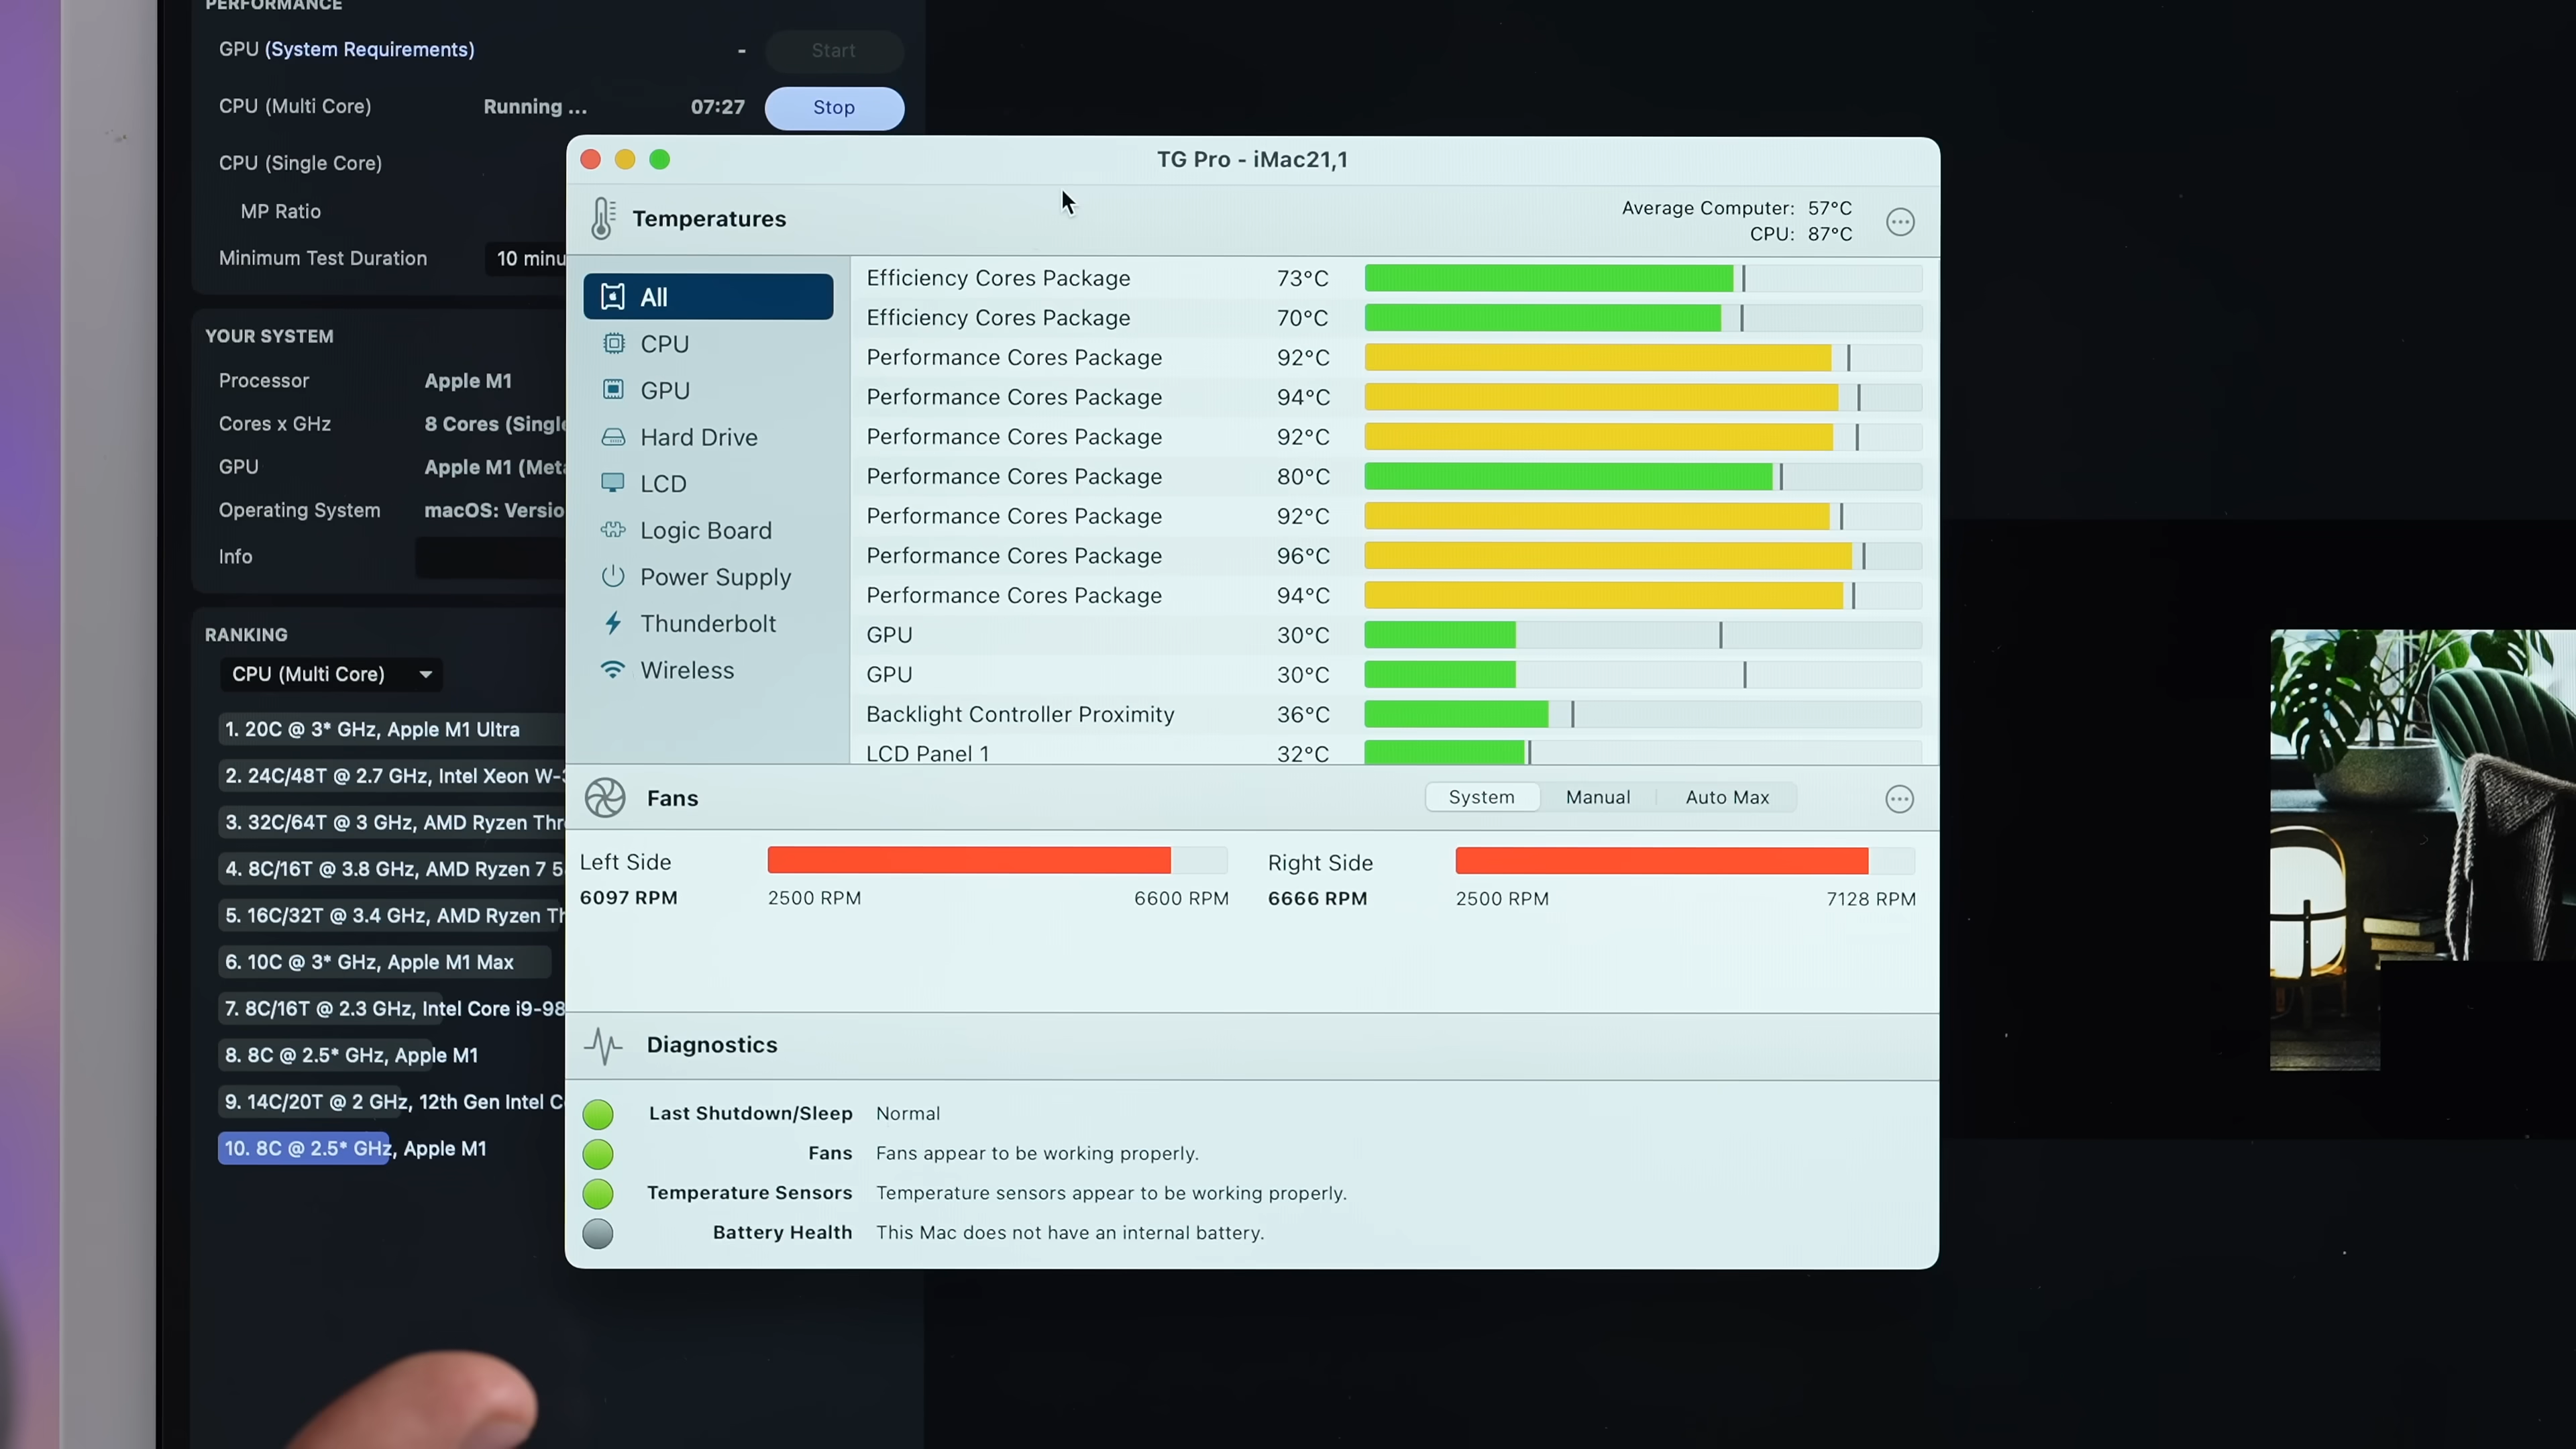 PERFORMANCE
GPU (System Requirements) - Start
CPU (Multi Core) Running ... 07:27 Stop
CPU (Single Core)
MP Ratio
Minimum Test Duration 10 minu
YOUR SYSTEM
Processor Apple M1
Cores x GHz 8 Cores (Single
GPU Apple M1 (Meta
Operating System macOS: Versio
Info
RANKING
CPU (Multi Core)
1. 20C @ 3* GHz, Apple M1 Ultra
2. 24C/48T @ 2.7 GHz, Intel Xeon W-3
3. 32C/64T @ 3 GHz, AMD Ryzen Thr
4. 8C/16T @ 3.8 GHz, AMD Ryzen 7 5
5. 16C/32T @ 3.4 GHz, AMD Ryzen Th
6. 10C @ 3* GHz, Apple M1 Max
7. 8C/16T @ 2.3 GHz, Intel Core i9-98
8. 8C @ 2.5* GHz, Apple M1
9. 14C/20T @ 2 GHz, 12th Gen Intel C
10. 8C @ 2.5* GHz, Apple M1
TG Pro - iMac21,1
Temperatures
Average Computer: 57°C
CPU: 87°C
All
CPU
GPU
Hard Drive
LCD
Logic Board
Power Supply
Thunderbolt
Wireless
Efficiency Cores Package 73°C
Efficiency Cores Package 70°C
Performance Cores Package 92°C
Performance Cores Package 94°C
Performance Cores Package 92°C
Performance Cores Package 80°C
Performance Cores Package 92°C
Performance Cores Package 96°C
Performance Cores Package 94°C
GPU 30°C
GPU 30°C
Backlight Controller Proximity 36°C
LCD Panel 1 32°C
Fans System Manual Auto Max
Left Side
6097 RPM 2500 RPM 6600 RPM
Right Side
6666 RPM 2500 RPM 7128 RPM
Diagnostics
Last Shutdown/Sleep Normal
Fans Fans appear to be working properly.
Temperature Sensors Temperature sensors appear to be working properly.
Battery Health This Mac does not have an internal battery.